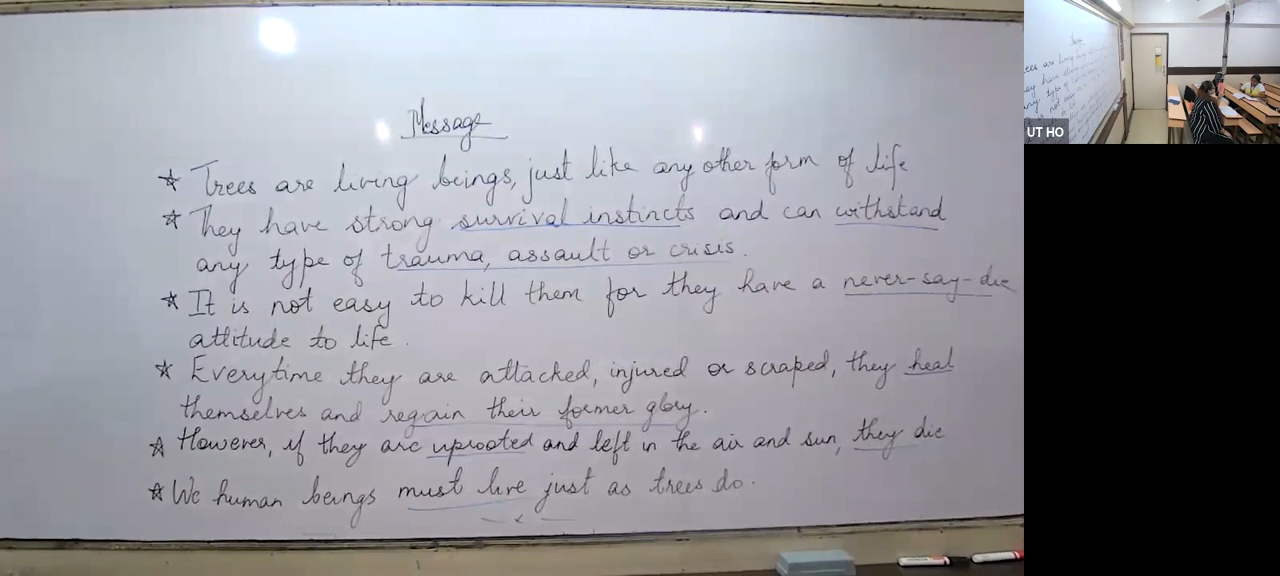 Message
☆ Trees are living beings, just like any other form of life
☆ They have strong survival instincts and can withstand
any type of trauma, assault or crisis.
☆ It is not easy to kill them for they have a never-say-die
attitude to life.
☆ Everytime they are attacked, injured or scraped, they heal
themselves and regain their former glory.
☆ However, if they are uprooted and left in the air and sun, they die
☆ We human beings must live just as trees do.
UT HO